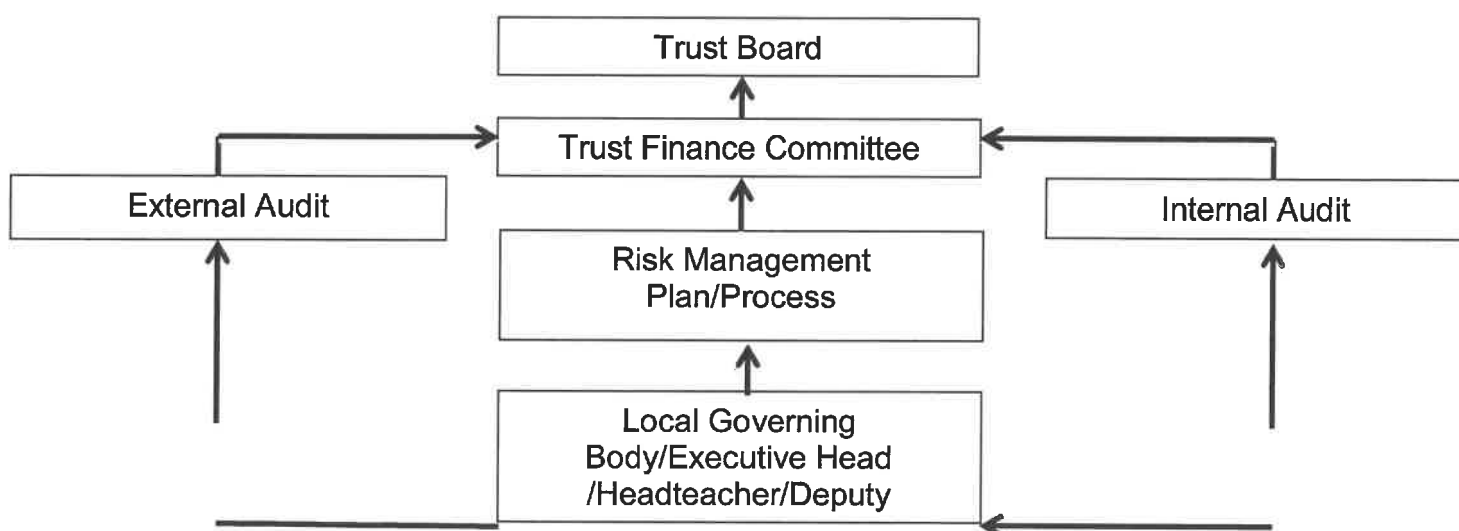 Trust Board
Trust Finance Committee
External Audit
Internal Audit
Risk Management
Plan/Process
Local Governing
Body/Executive Head
/Headteacher/Deputy